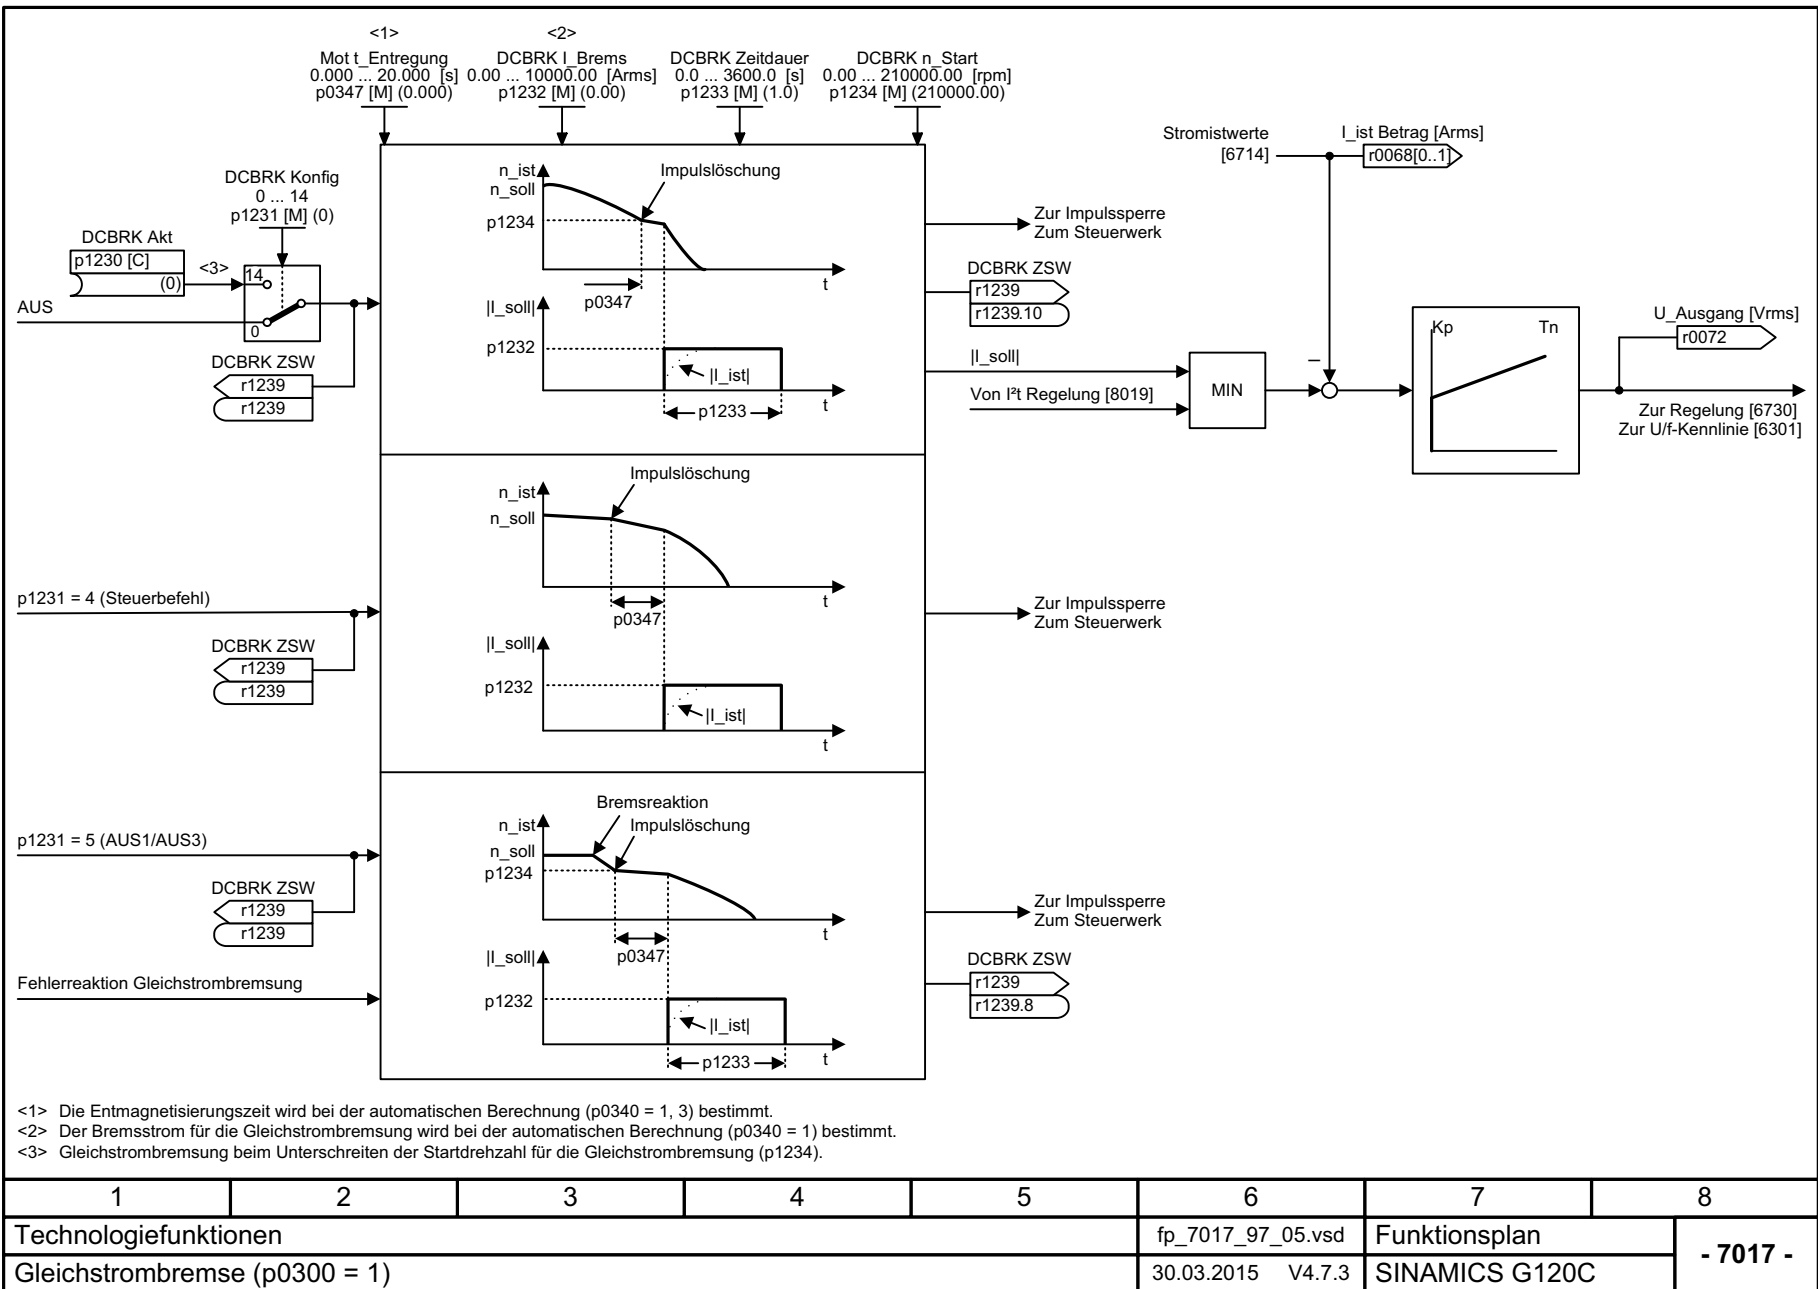 <1>
Mot t_Entregung
0.000 ... 20.000 [s]
p0347 [M] (0.000)
<2>
DCBRK I_Brems
0.00 ... 10000.00 [Arms]
p1232 [M] (0.00)
DCBRK Zeitdauer
0.0 ... 3600.0 [s]
p1233 [M] (1.0)
DCBRK n_Start
0.00 ... 210000.00 [rpm]
p1234 [M] (210000.00)
Stromistwerte
[6714]
I_ist Betrag [Arms]
r0068[0..1]
DCBRK Konfig
0 ... 14
p1231 [M] (0)
DCBRK Akt
p1230 [C]
(0)
<3>
14
0
AUS
DCBRK ZSW
r1239
r1239
n_ist
n_soll
p1234
Impulslöschung
p0347
t
|I_soll|
p1232
|I_ist|
p1233
t
Zur Impulssperre
Zum Steuerwerk
DCBRK ZSW
r1239
r1239.10
|I_soll|
Von I²t Regelung [8019]
MIN
–
Kp
Tn
U_Ausgang [Vrms]
r0072
Zur Regelung [6730]
Zur U/f-Kennlinie [6301]
p1231 = 4 (Steuerbefehl)
DCBRK ZSW
r1239
r1239
Impulslöschung
n_ist
n_soll
p0347
t
|I_soll|
p1232
|I_ist|
t
Zur Impulssperre
Zum Steuerwerk
p1231 = 5 (AUS1/AUS3)
DCBRK ZSW
r1239
r1239
Fehlerreaktion Gleichstrombremsung
Bremsreaktion
Impulslöschung
n_ist
n_soll
p1234
p0347
t
|I_soll|
p1232
|I_ist|
p1233
t
Zur Impulssperre
Zum Steuerwerk
DCBRK ZSW
r1239
r1239.8
<1> Die Entmagnetisierungszeit wird bei der automatischen Berechnung (p0340 = 1, 3) bestimmt.
<2> Der Bremsstrom für die Gleichstrombremsung wird bei der automatischen Berechnung (p0340 = 1) bestimmt.
<3> Gleichstrombremsung beim Unterschreiten der Startdrehzahl für die Gleichstrombremsung (p1234).
1 2 3 4 5 6 7 8
Technologiefunktionen
fp_7017_97_05.vsd
Funktionsplan
- 7017 -
Gleichstrombremse (p0300 = 1)
30.03.2015 V4.7.3
SINAMICS G120C